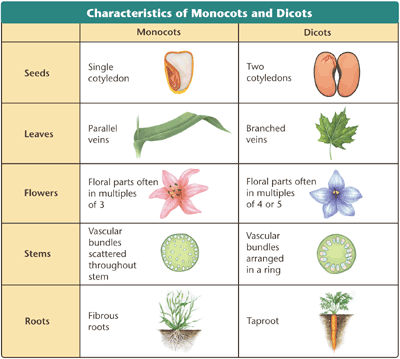 Characteristics of Monocots and Dicots
Monocots
Dicots
Seeds
Single
cotyledon
Two
cotyledons
Leaves
Parallel
veins
Branched
veins
Flowers
Floral parts often
in multiples
of 3
Floral parts often
in multiples
of 4 or 5
Stems
Vascular
bundles
scattered
throughout
stem
Vascular
bundles
arranged
in a ring
Roots
Fibrous
roots
Taproot